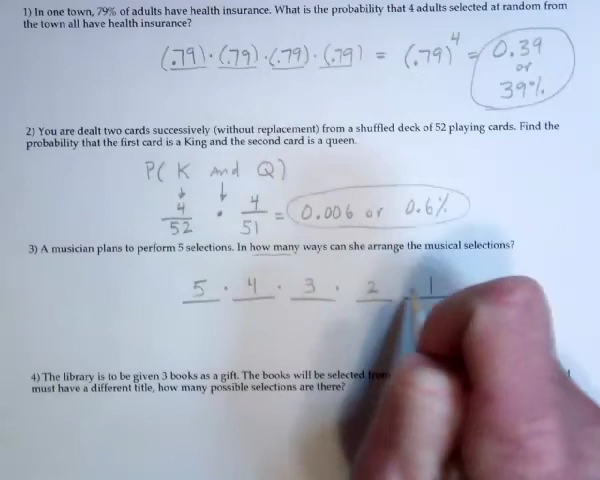 1) In one town, 79% of adults have health insurance. What is the probability that 4 adults selected at random from
the town all have health insurance?
(.79) · (.79) · (.79) · (.79) = (.79)^4 = 0.39
or
39%
2) You are dealt two cards successively (without replacement) from a shuffled deck of 52 playing cards. Find the
probability that the first card is a King and the second card is a queen.
P( K and Q)
4/52 · 4/51 = 0.006 or 0.6%
3) A musician plans to perform 5 selections. In how many ways can she arrange the musical selections?
5 · 4 · 3 · 2 · 1
4) The library is to be given 3 books as a gift. The books will be selected
must have a different title, how many possible selections are there?